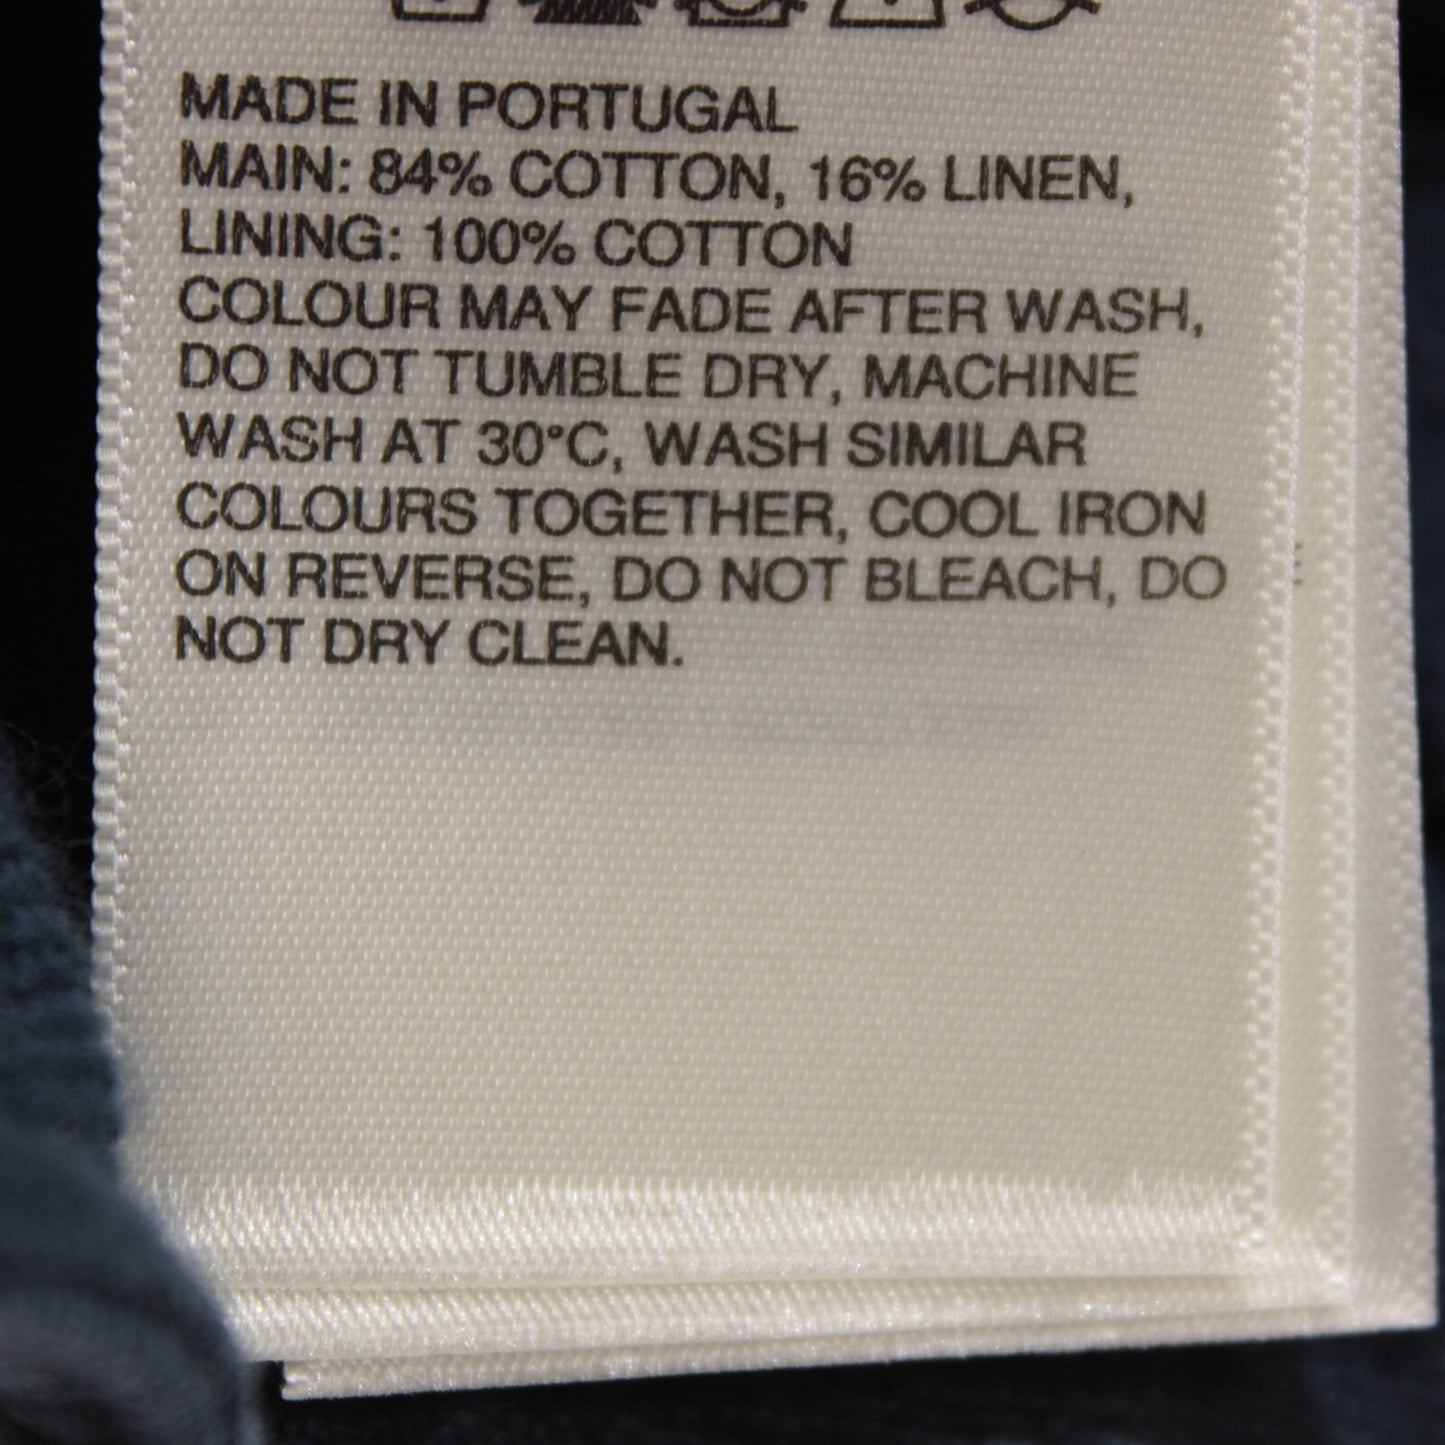 MADE IN PORTUGAL
MAIN: 84% COTTON, 16% LINEN,
LINING: 100% COTTON
COLOUR MAY FADE AFTER WASH,
DO NOT TUMBLE DRY, MACHINE
WASH AT 30°C, WASH SIMILAR
COLOURS TOGETHER, COOL IRON
ON REVERSE, DO NOT BLEACH, DO
NOT DRY CLEAN.